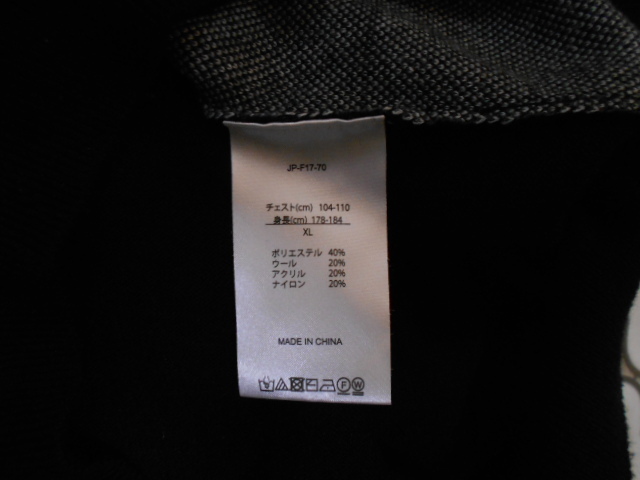 JP-F17-70
チェスト(cm) 104-110
身長(cm) 178-184
XL
ポリエステル 40%
ウール 20%
アクリル 20%
ナイロン 20%
MADE IN CHINA
F W